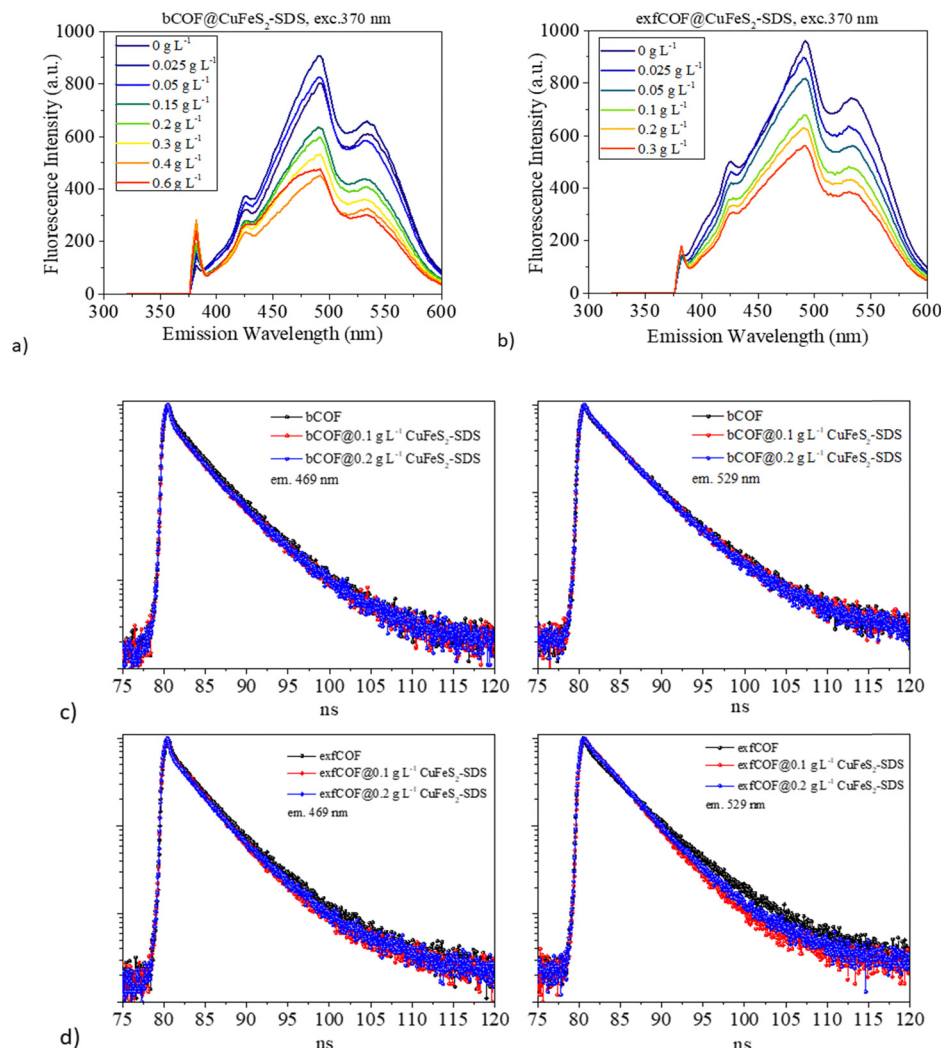 bCOF@CuFeS₂-SDS, exc.370 nm
1000
800
600
400
200
0
Fluorescence Intensity (a.u.)
0 g L⁻¹
0.025 g L⁻¹
0.05 g L⁻¹
0.15 g L⁻¹
0.2 g L⁻¹
0.3 g L⁻¹
0.4 g L⁻¹
0.6 g L⁻¹
300 350 400 450 500 550 600
Emission Wavelength (nm)
a)
exfCOF@CuFeS₂-SDS, exc.370 nm
1000
800
600
400
200
0
Fluorescence Intensity (a.u.)
0 g L⁻¹
0.025 g L⁻¹
0.05 g L⁻¹
0.1 g L⁻¹
0.2 g L⁻¹
0.3 g L⁻¹
300 350 400 450 500 550 600
Emission Wavelength (nm)
b)
bCOF
bCOF@0.1 g L⁻¹ CuFeS₂-SDS
bCOF@0.2 g L⁻¹ CuFeS₂-SDS
em. 469 nm
75 80 85 90 95 100 105 110 115 120
ns
bCOF
bCOF@0.1 g L⁻¹ CuFeS₂-SDS
bCOF@0.2 g L⁻¹ CuFeS₂-SDS
em. 529 nm
75 80 85 90 95 100 105 110 115 120
ns
c)
exfCOF
exfCOF@0.1 g L⁻¹ CuFeS₂-SDS
exfCOF@0.2 g L⁻¹ CuFeS₂-SDS
em. 469 nm
75 80 85 90 95 100 105 110 115 120
ns
exfCOF
exfCOF@0.1 g L⁻¹ CuFeS₂-SDS
exfCOF@0.2 g L⁻¹ CuFeS₂-SDS
em. 529 nm
75 80 85 90 95 100 105 110 115 120
ns
d)